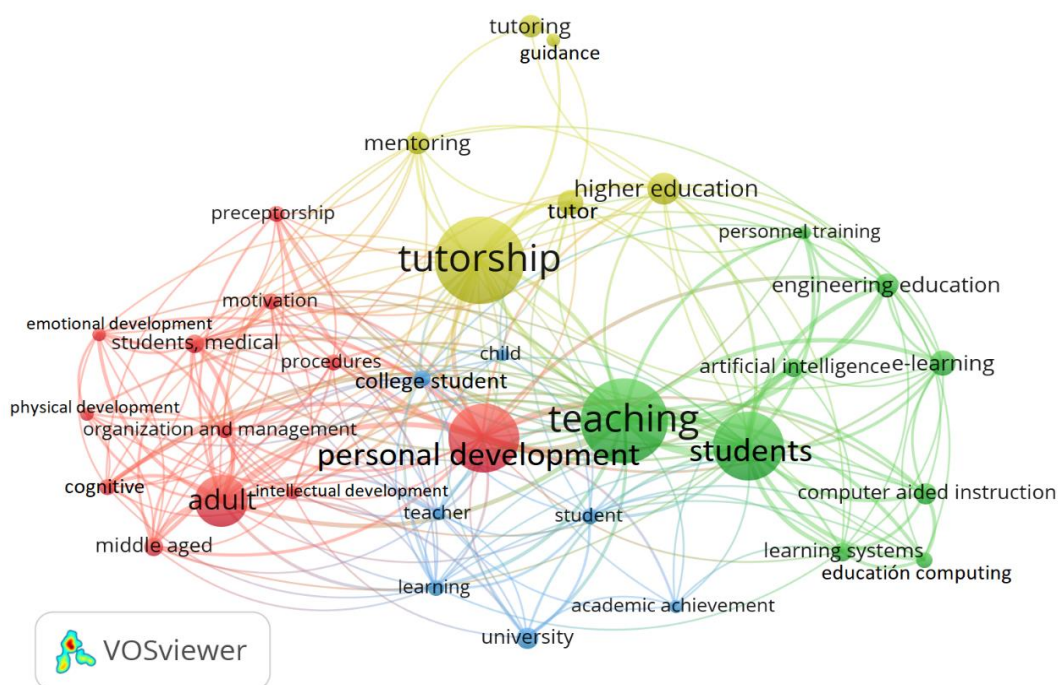 tutoring
guidance
mentoring
higher education
tutor
preceptorship
personnel training
tutorship
engineering education
motivation
emotional development
students, medical
child
procedures
college student
artificial intelligence
e-learning
physical development
organization and management
teaching
personal development
students
cognitive
adult
intellectual development
computer aided instruction
teacher
student
middle aged
learning systems
educatión computing
learning
academic achievement
university
VOSviewer